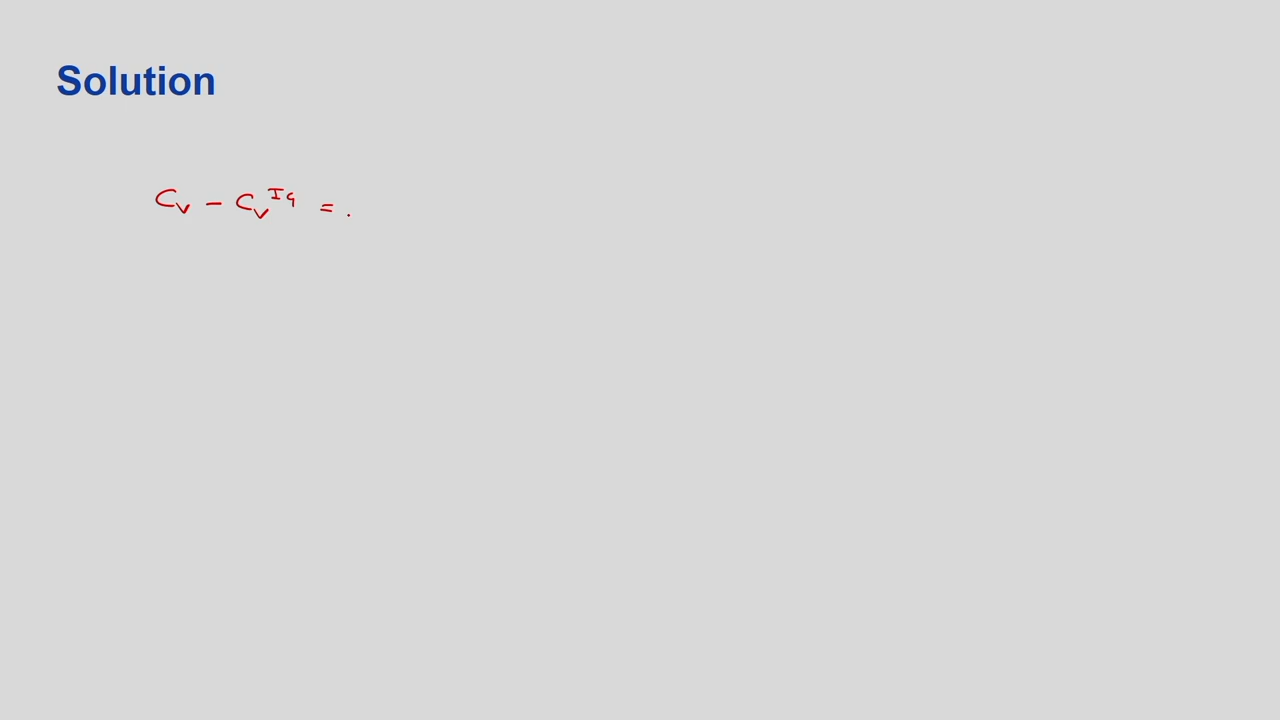 Solution
Cv - Cv^IG = .